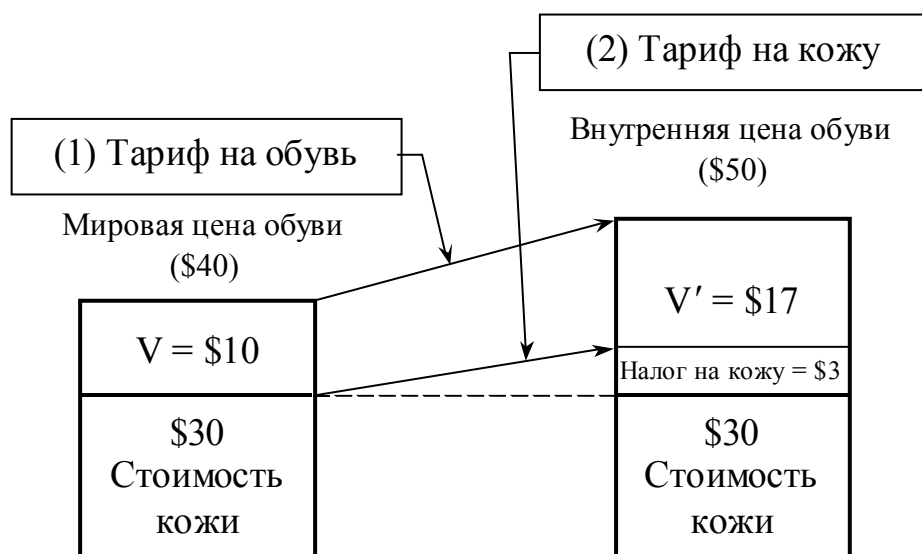 (2) Тариф на кожу
(1) Тариф на обувь
Внутренняя цена обуви
($50)
Мировая цена обуви
($40)
V = $10
V′ = $17
Налог на кожу = $3
$30
Стоимость
кожи
$30
Стоимость
кожи